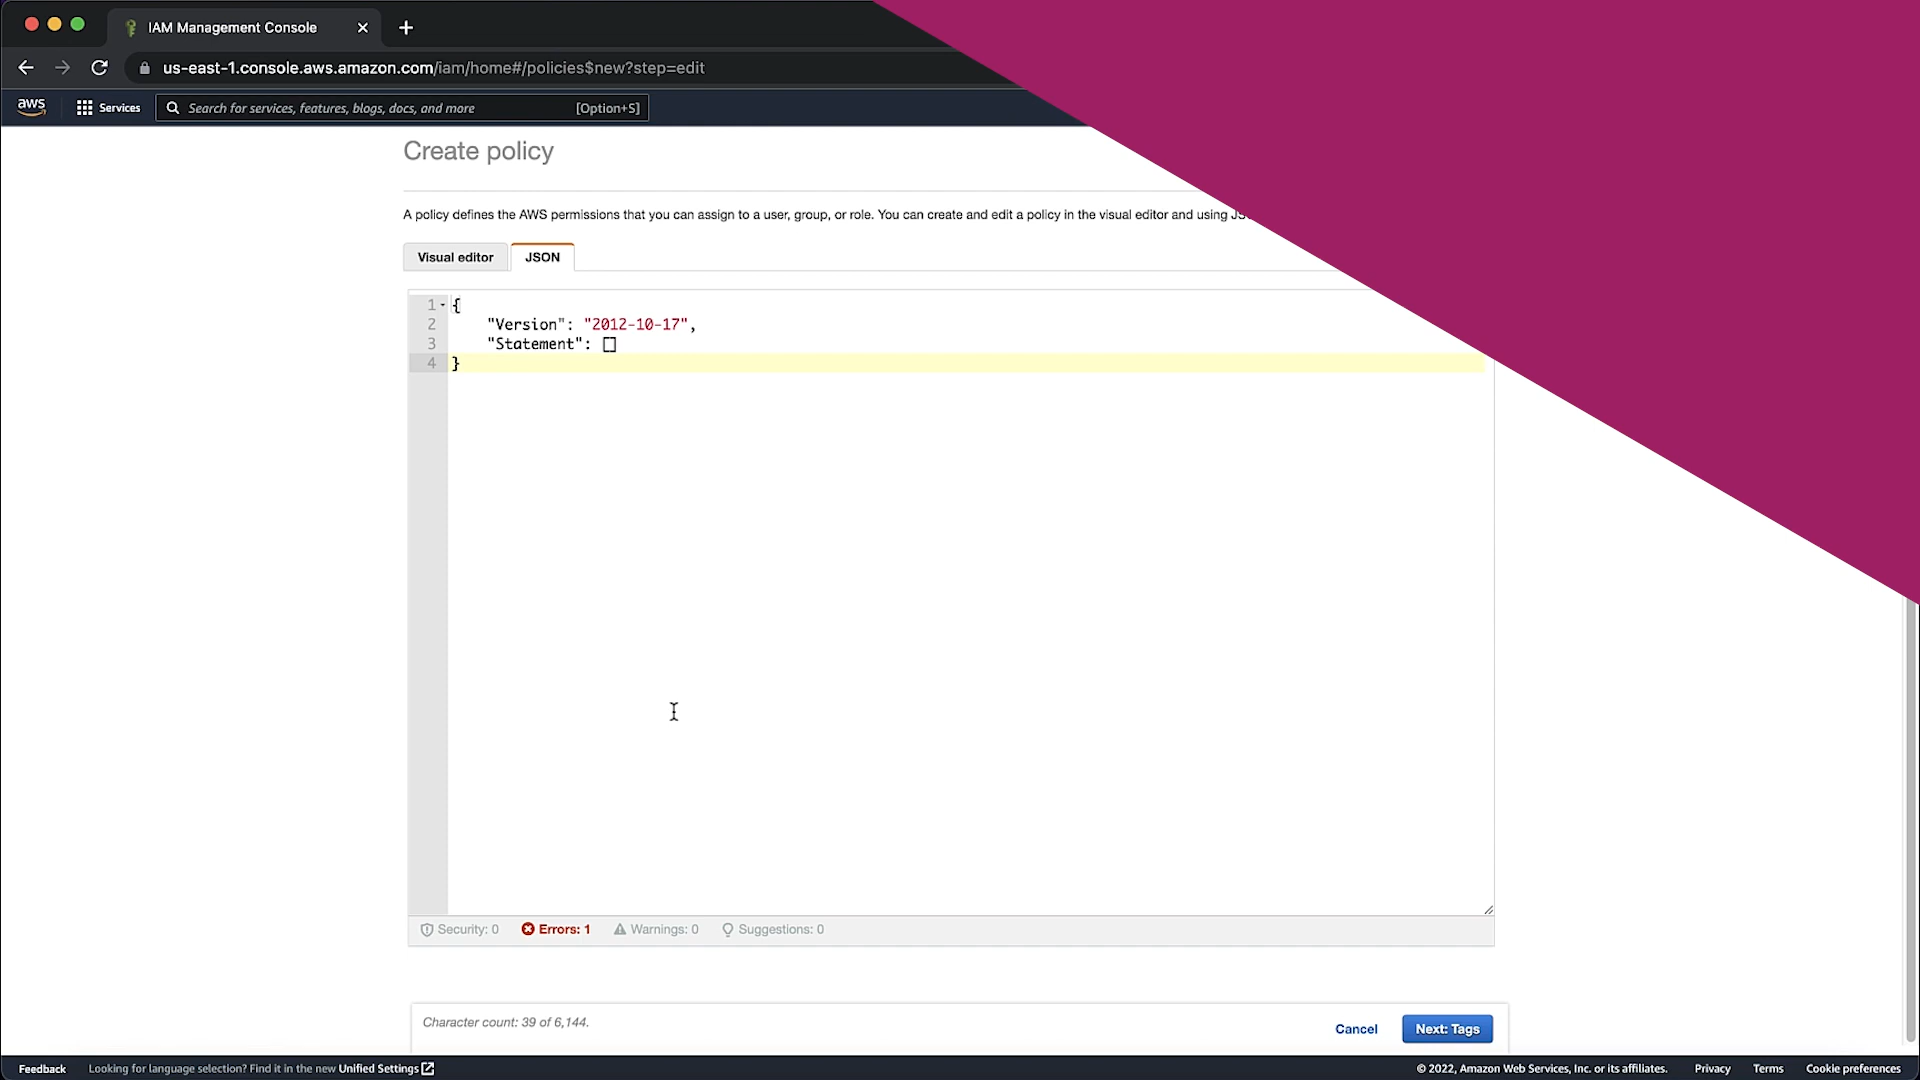 IAM Management Console
us-east-1.console.aws.amazon.com/iam/home#/policies$new?step=edit
aws Services Search for services, features, blogs, docs, and more [Option+S]
Create policy
A policy defines the AWS permissions that you can assign to a user, group, or role. You can create and edit a policy in the visual editor and using
Visual editor JSON
1 {
2 "Version": "2012-10-17",
3 "Statement": []
4 }
Security: 0 Errors: 1 Warnings: 0 Suggestions: 0
Character count: 39 of 6,144.
Cancel Next: Tags
Feedback Looking for language selection? Find it in the new Unified Settings © 2022, Amazon Web Services, Inc. or its affiliates. Privacy Terms Cookie preferences